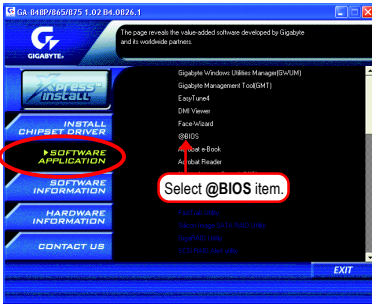 GA-B4BP/865/875 1.02 B4.0826.1
GIGABYTE
The page reveals the value-added software developed by Gigabyte
and its worldwide partners.
Xpress
Install
INSTALL
CHIPSET DRIVER
SOFTWARE
APPLICATION
SOFTWARE
INFORMATION
HARDWARE
INFORMATION
CONTACT US
Gigabyte Windows Utilities Manager(GWUM)
Gigabyte Management Tool(GMT)
EasyTune4
DMI Viewer
Face-Wizard
@BIOS
Acrobat e-Book
Acrobat Reader
Select @BIOS item.
EXIT